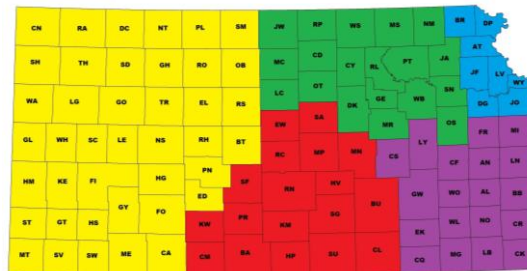 CN RA DC NT PL SM JW RP WS MS NM BR DP
SH TH SD GH RO OB MC CD CY RL PT JA AT
WA LG GO TR EL RS LC OT DK GE WB SN JF LV WY
DG JO
GL WH SC LE NS RH BT EW SA MR OS FR MI
RC MP MN CS LY
HM KE FI HG PN SF RN HV CF AN LN
GY FO ED BU GW WO AL BB
ST GT HS KW PR KM SG EK WL NO CR
MT SV SW ME CA CM BA HP SU CL CQ MG LB CK